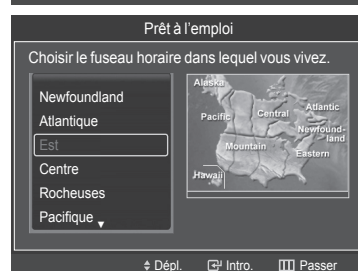 Prêt à l'emploi
Choisir le fuseau horaire dans lequel vous vivez.
Newfoundland
Atlantique
Est
Centre
Rocheuses
Pacifique
Alaska
Pacific
Central
Atlantic
Newfound-
land
Mountain
Eastern
Hawaii
Dépl. Intro. Passer